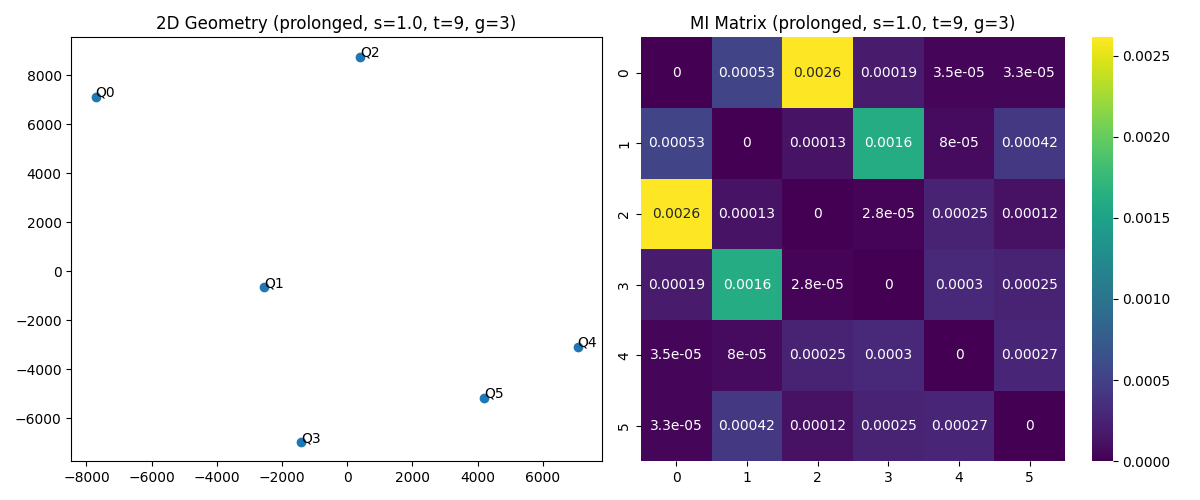 2D Geometry (prolonged, s=1.0, t=9, g=3)
8000
6000
4000
2000
0
−2000
−4000
−6000
−8000 −6000 −4000 −2000 0 2000 4000 6000
Q0
Q2
Q1
Q4
Q5
Q3
MI Matrix (prolonged, s=1.0, t=9, g=3)
0 0 0.00053 0.0026 0.00019 3.5e-05 3.3e-05
1 0.00053 0 0.00013 0.0016 8e-05 0.00042
2 0.0026 0.00013 0 2.8e-05 0.00025 0.00012
3 0.00019 0.0016 2.8e-05 0 0.0003 0.00025
4 3.5e-05 8e-05 0.00025 0.0003 0 0.00027
5 3.3e-05 0.00042 0.00012 0.00025 0.00027 0
0 1 2 3 4 5
0.0025
0.0020
0.0015
0.0010
0.0005
0.0000